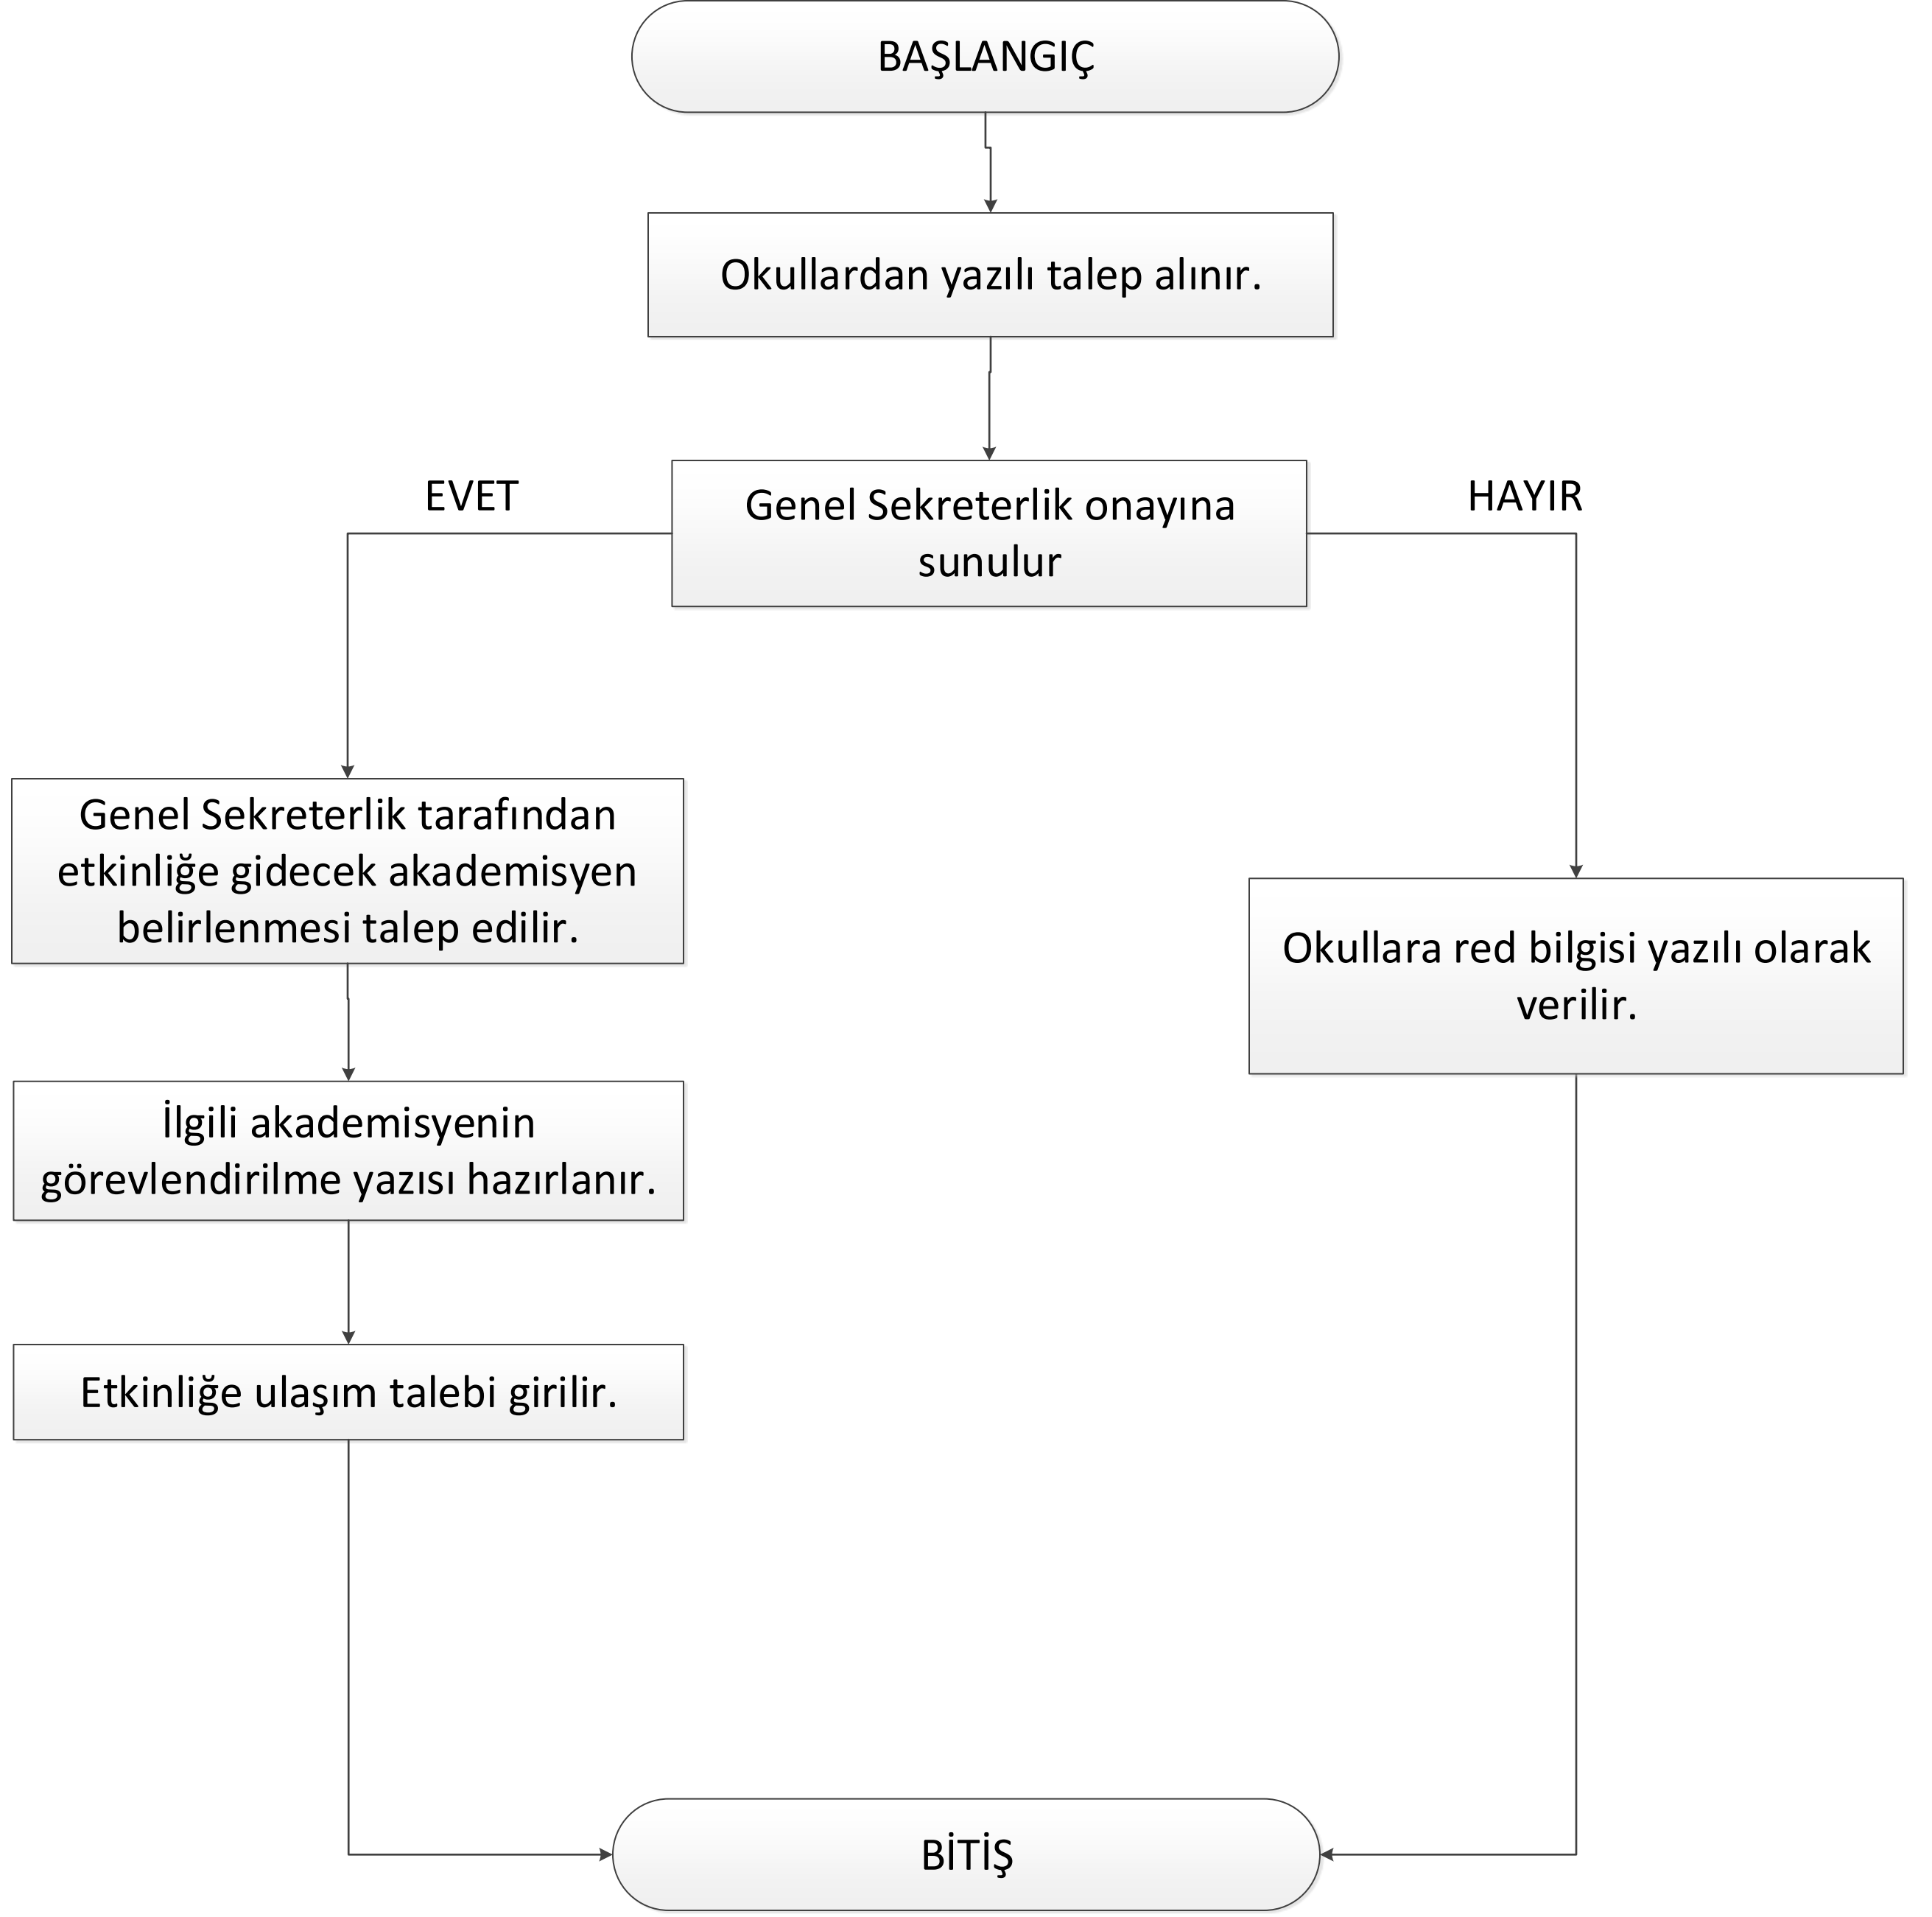 BAŞLANGIÇ
Okullardan yazılı talep alınır.
EVET
HAYIR
Genel Sekreterlik onayına
sunulur
Genel Sekreterlik tarafından
etkinliğe gidecek akademisyen
belirlenmesi talep edilir.
Okullara red bilgisi yazılı olarak
verilir.
İlgili akademisyenin
görevlendirilme yazısı hazırlanır.
Etkinliğe ulaşım talebi girilir.
BİTİŞ